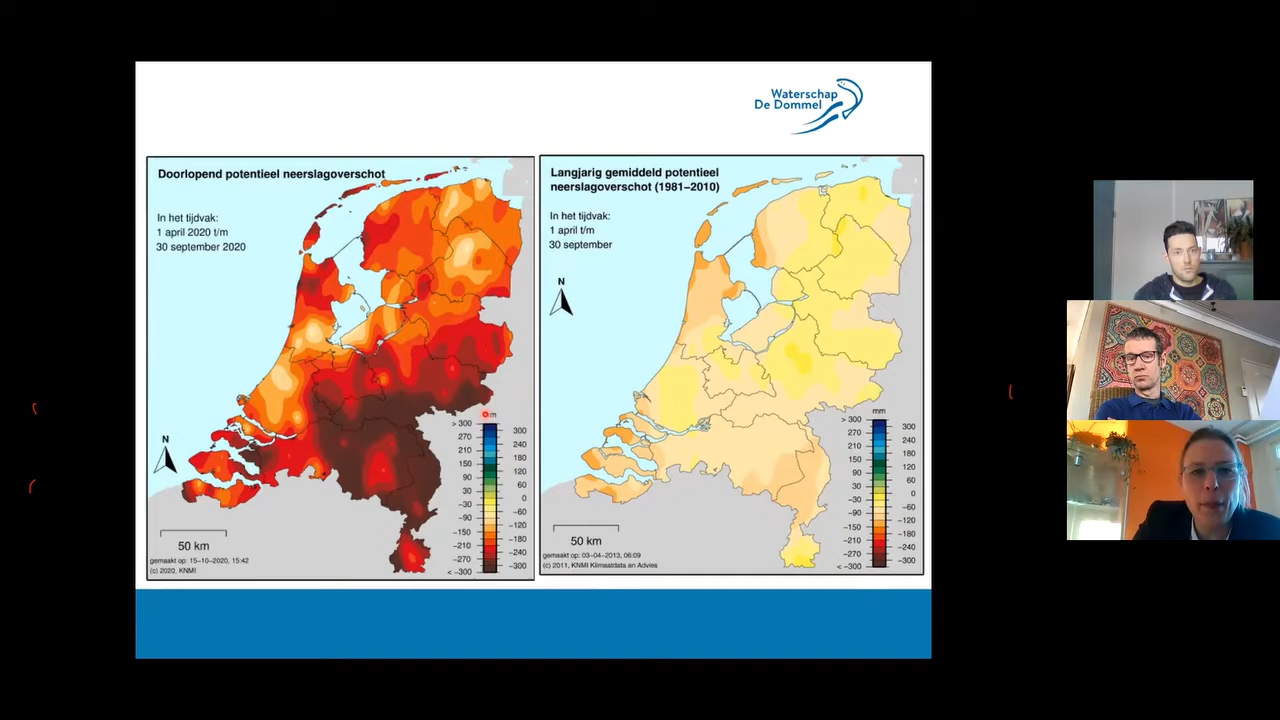 Waterschap
De Dommel
Doorlopend potentieel neerslagoverschot
In het tijdvak:
1 april 2020 t/m
30 september 2020
N
50 km
gemaakt op: 15-10-2020, 15:42
(c) 2020, KNMI
> 300
270
210
150
90
30
-30
-90
-150
-210
-270
< -300
300
240
180
120
60
0
-60
-120
-180
-240
-300
Langjarig gemiddeld potentieel
neerslagoverschot (1981-2010)
In het tijdvak:
1 april t/m
30 september
N
50 km
gemaakt op: 03-04-2013, 06:09
(c) 2011, KNMI Klimaatdata en Advies
mm
> 300
270
210
150
90
30
-30
-90
-150
-210
-270
< -300
300
240
180
120
60
0
-60
-120
-180
-240
-300